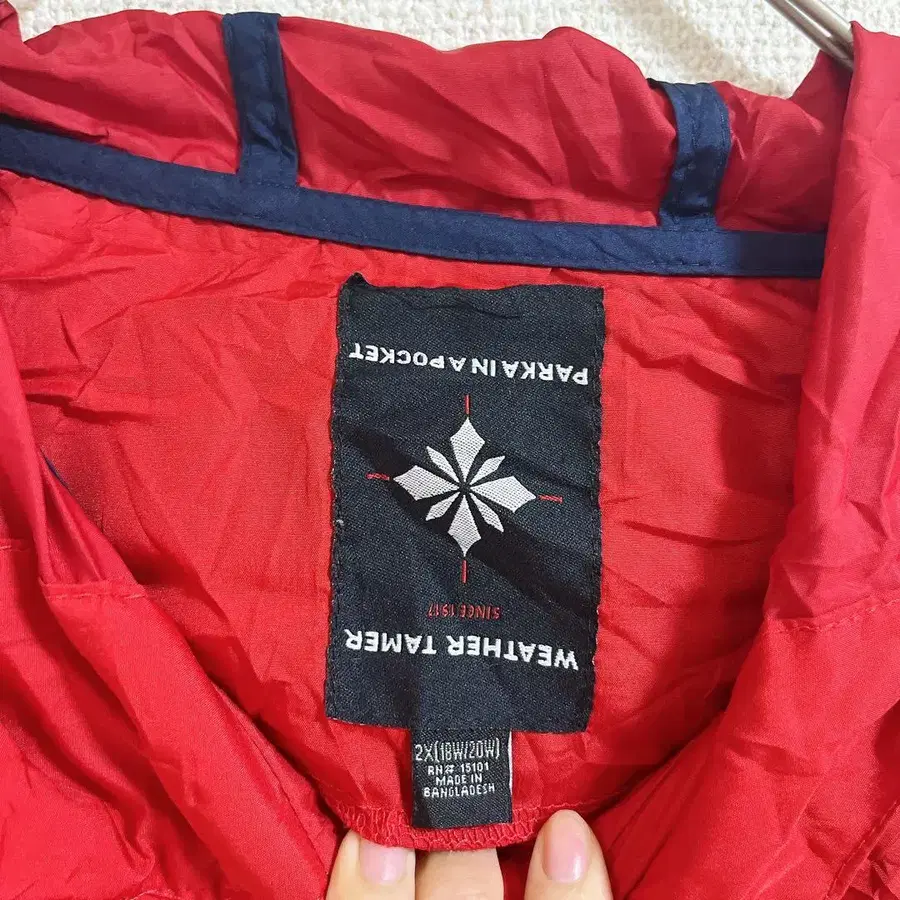 WEATHER TAMER
SINCE 1917
PARKA IN A POCKET
2X(18W/20W)
RN# 15101
MADE IN
BANGLADESH